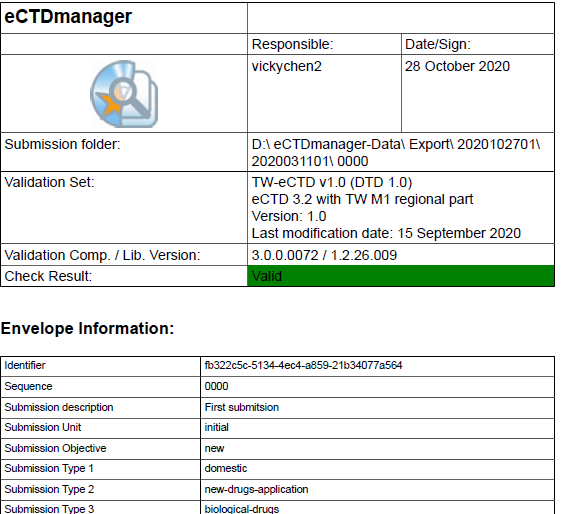 eCTDmanager
Responsible: Date/Sign:
vickychen2 28 October 2020
Submission folder: D:\ eCTDmanager-Data\ Export\ 2020102701\
2020031101\ 0000
Validation Set: TW-eCTD v1.0 (DTD 1.0)
eCTD 3.2 with TW M1 regional part
Version: 1.0
Last modification date: 15 September 2020
Validation Comp. / Lib. Version: 3.0.0.0072 / 1.2.26.009
Check Result: Valid
Envelope Information:
Identifier fb322c5c-5134-4ec4-a859-21b34077a564
Sequence 0000
Submission description First submitsion
Submission Unit initial
Submission Objective new
Submission Type 1 domestic
Submission Type 2 new-drugs-application
Submission Type 3 biological-drugs